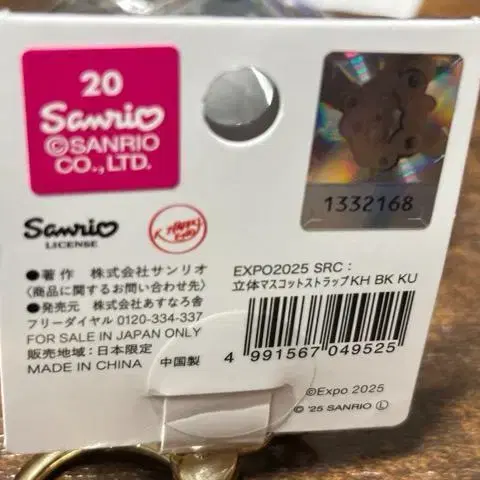 20
Sanrio
©SANRIO
CO., LTD.
1332168
Sanrio
LICENSE
●著作 株式会社サンリオ
〈商品に関するお問い合わせ先〉
●発売元 株式会社あすなろ舎
フリーダイヤル 0120-334-337
FOR SALE IN JAPAN ONLY
販売地域:日本限定
MADE IN CHINA 中国製
EXPO2025 SRC:
立体マスコットストラップKH BK KU
4 991567 049525
©Expo 2025
© '25 SANRIO Ⓛ